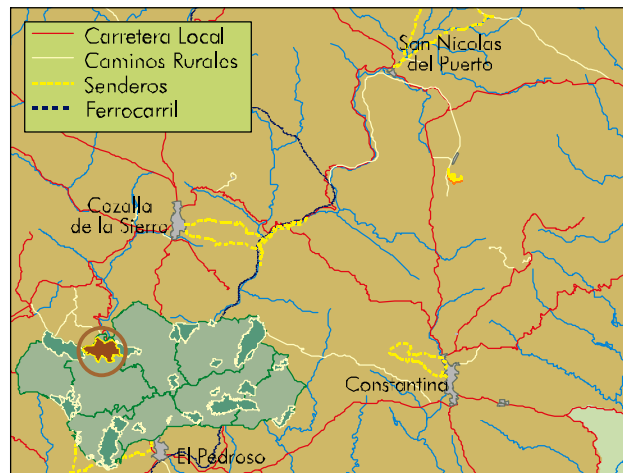 Carretera Local
Caminos Rurales
Senderos
Ferrocarril
San Nicolas
del Puerto
Cazalla
de la Sierra
Constantina
El Pedroso